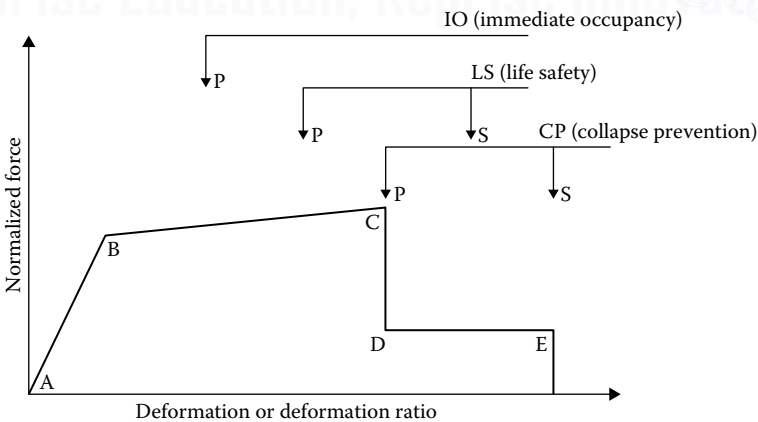 IO (immediate occupancy)
P
LS (life safety)
P
S
CP (collapse prevention)
P
S
Normalized force
A
B
C
D
E
Deformation or deformation ratio